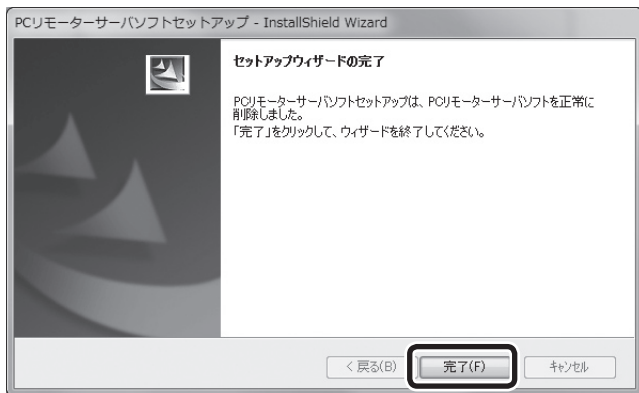 PCリモーターサーバソフトセットアップ - InstallShield Wizard
セットアップウィザードの完了
PCリモーターサーバソフトセットアップは、PCリモーターサーバソフトを正常に
削除しました。
「完了」をクリックして、ウィザードを終了してください。
< 戻る(B) 完了(F) キャンセル